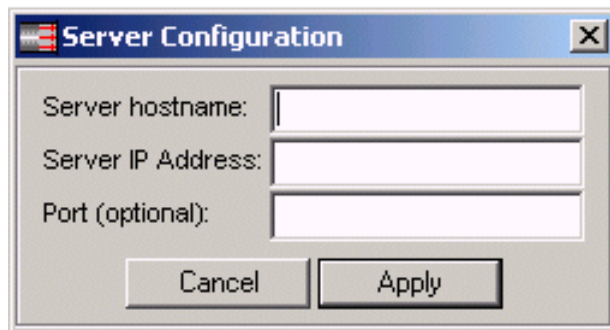 Server Configuration
Server hostname:
Server IP Address:
Port (optional):
Cancel Apply